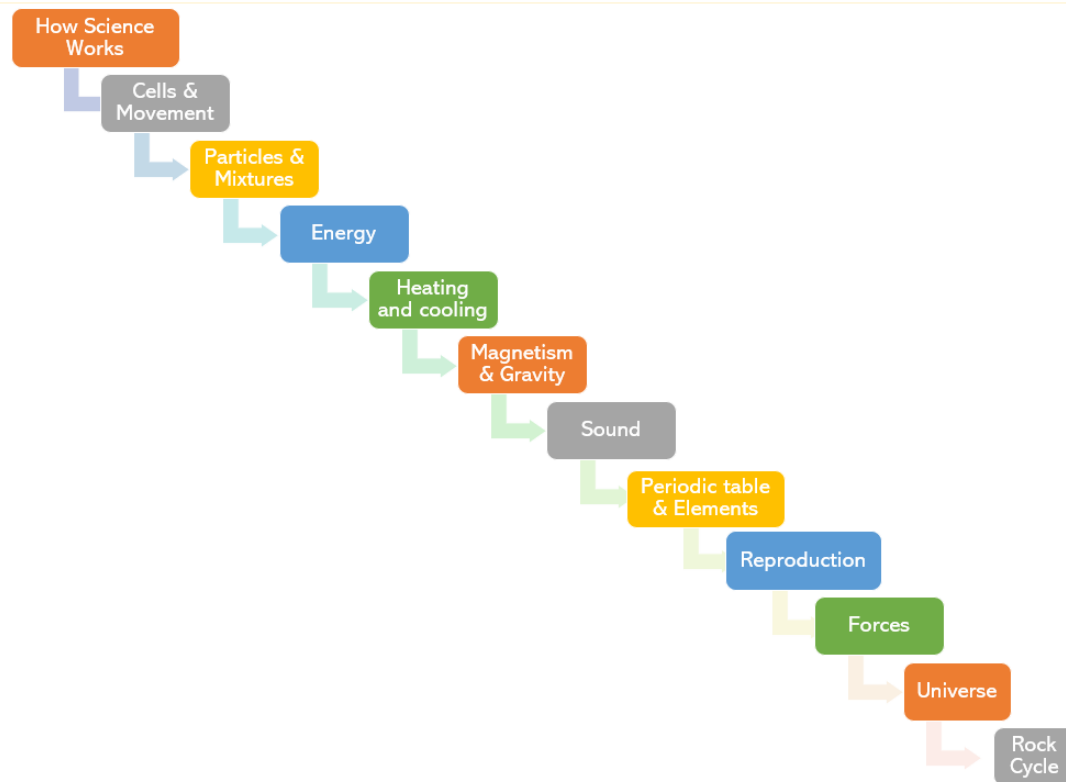 How Science
Works
Cells &
Movement
Particles &
Mixtures
Energy
Heating
and cooling
Magnetism
& Gravity
Sound
Periodic table
& Elements
Reproduction
Forces
Universe
Rock
Cycle